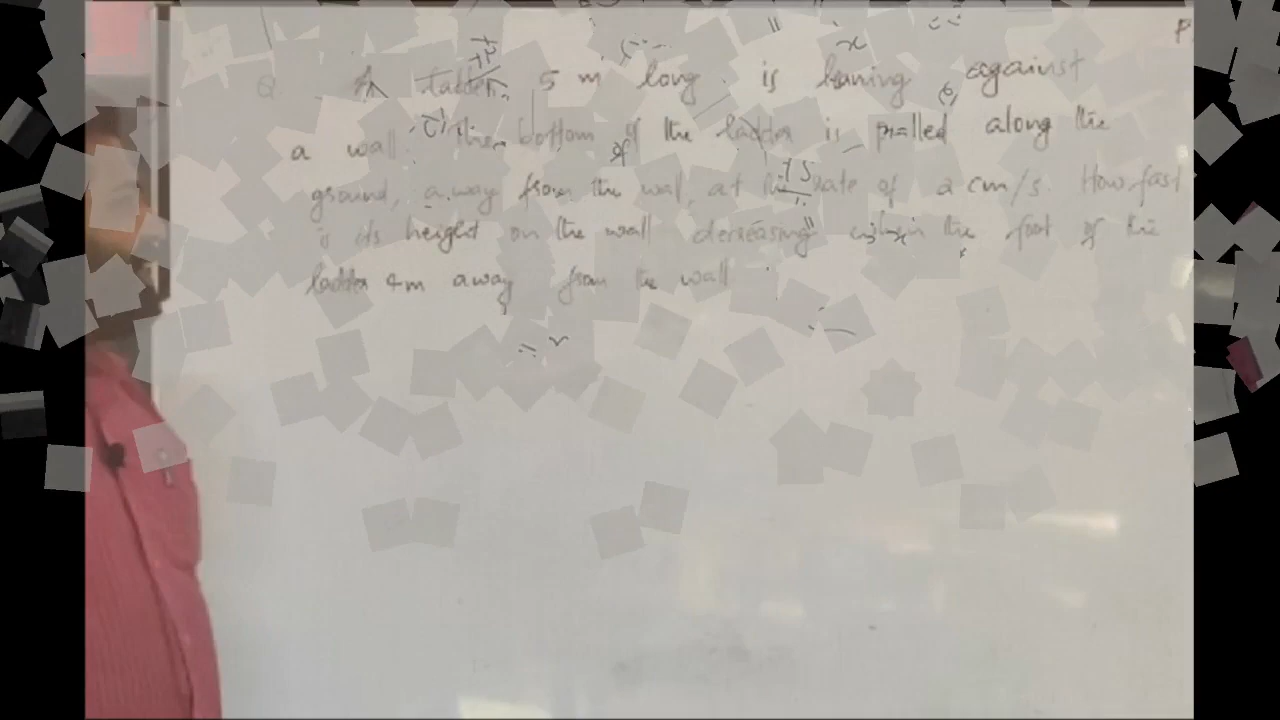 Q. A ladder 5 m long is leaning against
a wall. The bottom of the ladder is pulled along the
ground, away from the wall, at the rate of 2 cm/s. How fast
is its height on the wall decreasing when the foot of the
ladder 4m away from the wall